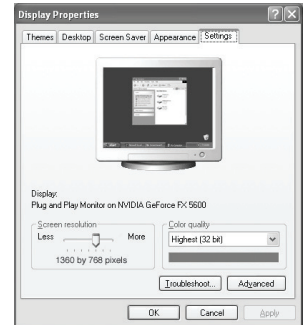 Display Properties
Themes Desktop Screen Saver Appearance Settings
Display:
Plug and Play Monitor on NVIDIA GeForce FX 5600
Screen resolution
Less More
1360 by 768 pixels
Color quality
Highest (32 bit)
Troubleshoot... Advanced
OK Cancel Apply